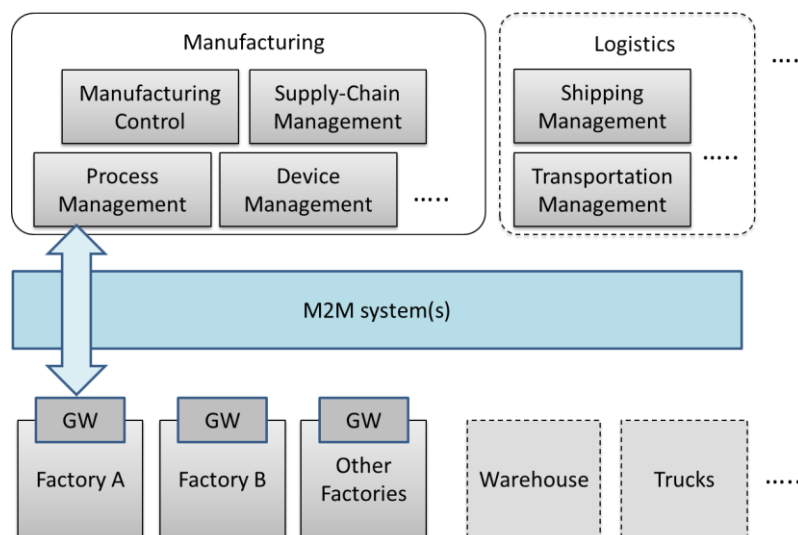 Manufacturing
Logistics
.....
Manufacturing
Control
Supply-Chain
Management
Shipping
Management
.....
Process
Management
Device
Management
.....
Transportation
Management
M2M system(s)
GW
GW
GW
Factory A
Factory B
Other
Factories
Warehouse
Trucks
.....